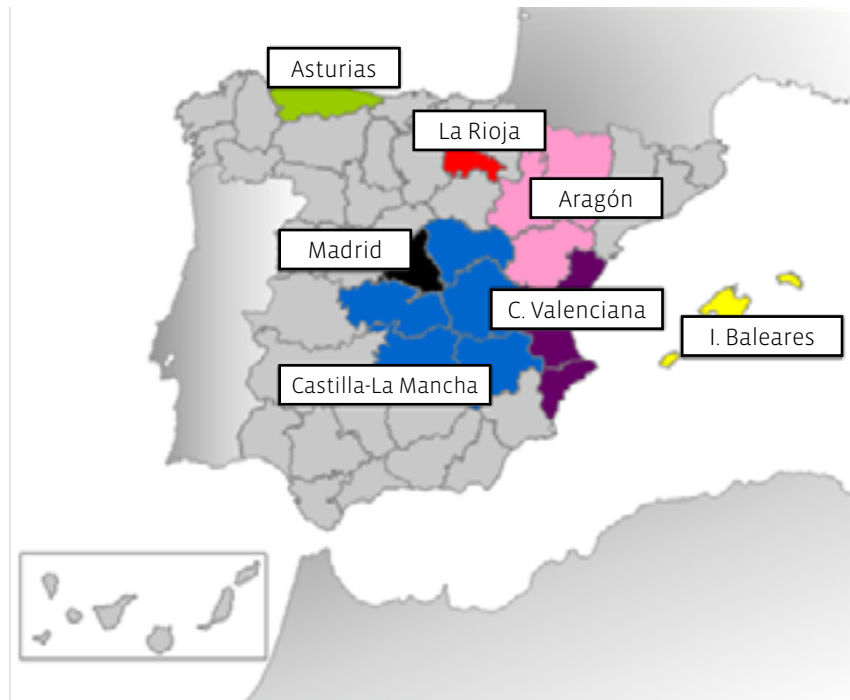 Asturias
La Rioja
Aragón
Madrid
C. Valenciana
I. Baleares
Castilla-La Mancha